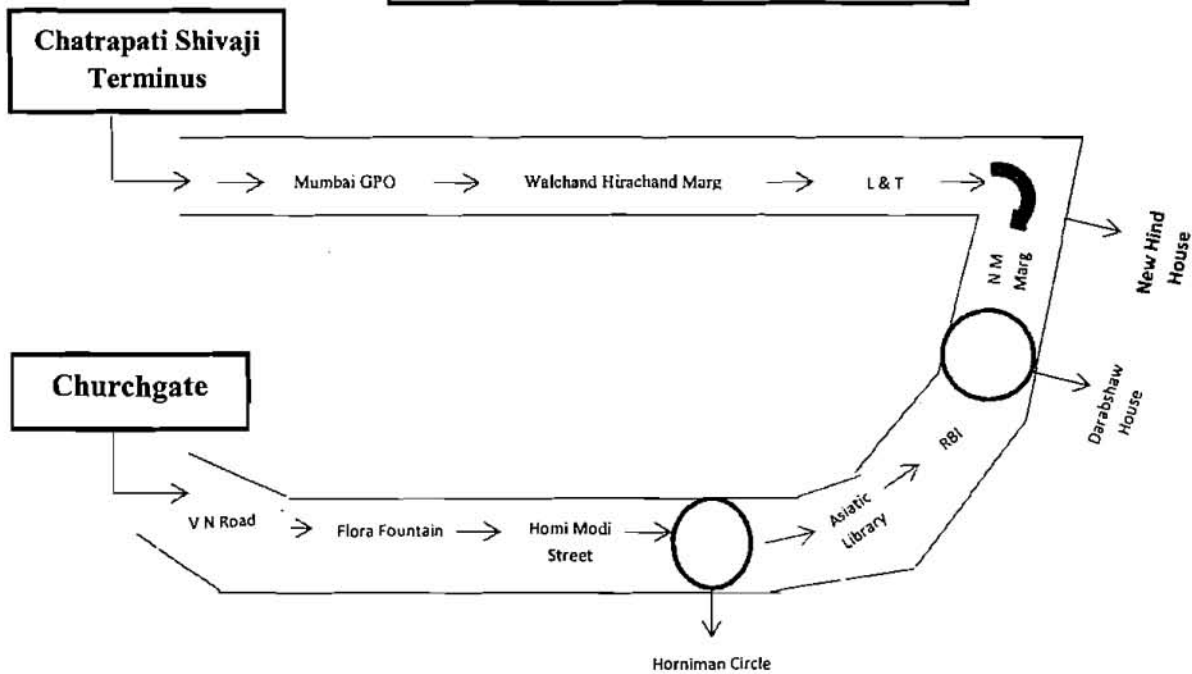 Chatrapati Shivaji
Terminus
Mumbai GPO
Walchand Hirachand Marg
L & T
N M
Marg
New Hind
House
Darabshaw
House
Churchgate
V N Road
Flora Fountain
Homi Modi
Street
Asiatic
Library
RBI
Horniman Circle